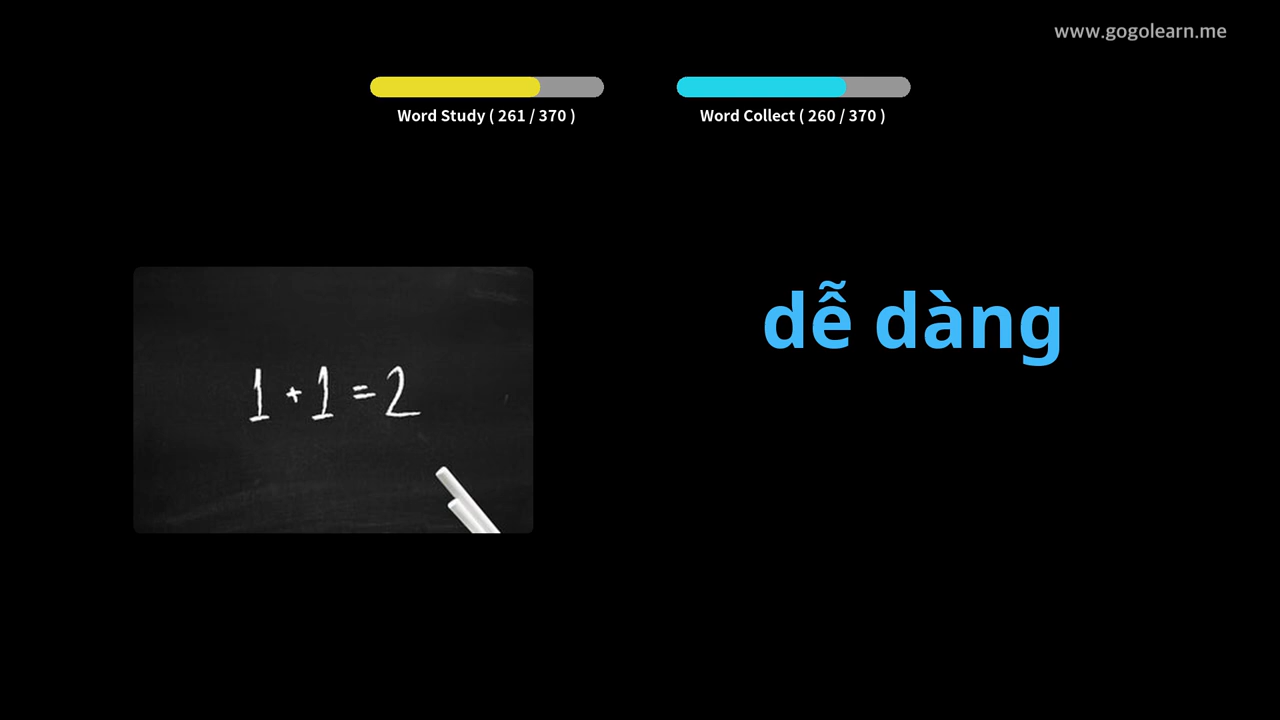 www.gogolearn.me
Word Study ( 261 / 370 )
Word Collect ( 260 / 370 )
dễ dàng
1 + 1 = 2